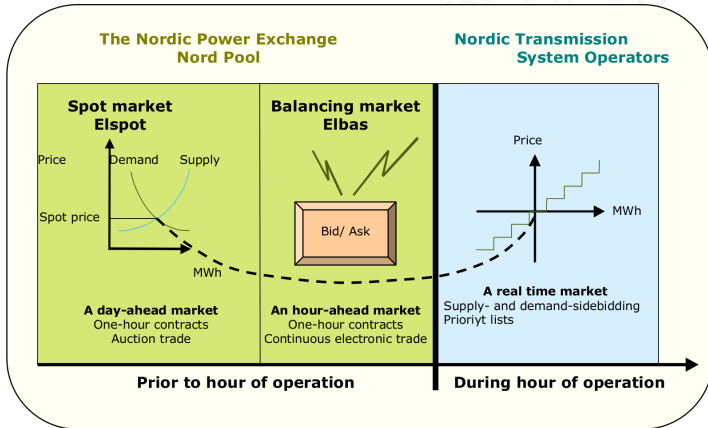 The Nordic Power Exchange
Nord Pool
Nordic Transmission
System Operators
Spot market
Elspot
Price
Demand
Supply
Spot price
MWh
A day-ahead market
One-hour contracts
Auction trade
Balancing market
Elbas
Bid/ Ask
An hour-ahead market
One-hour contracts
Continuous electronic trade
Price
MWh
A real time market
Supply- and demand-sidebidding
Prioriyt lists
Prior to hour of operation
During hour of operation